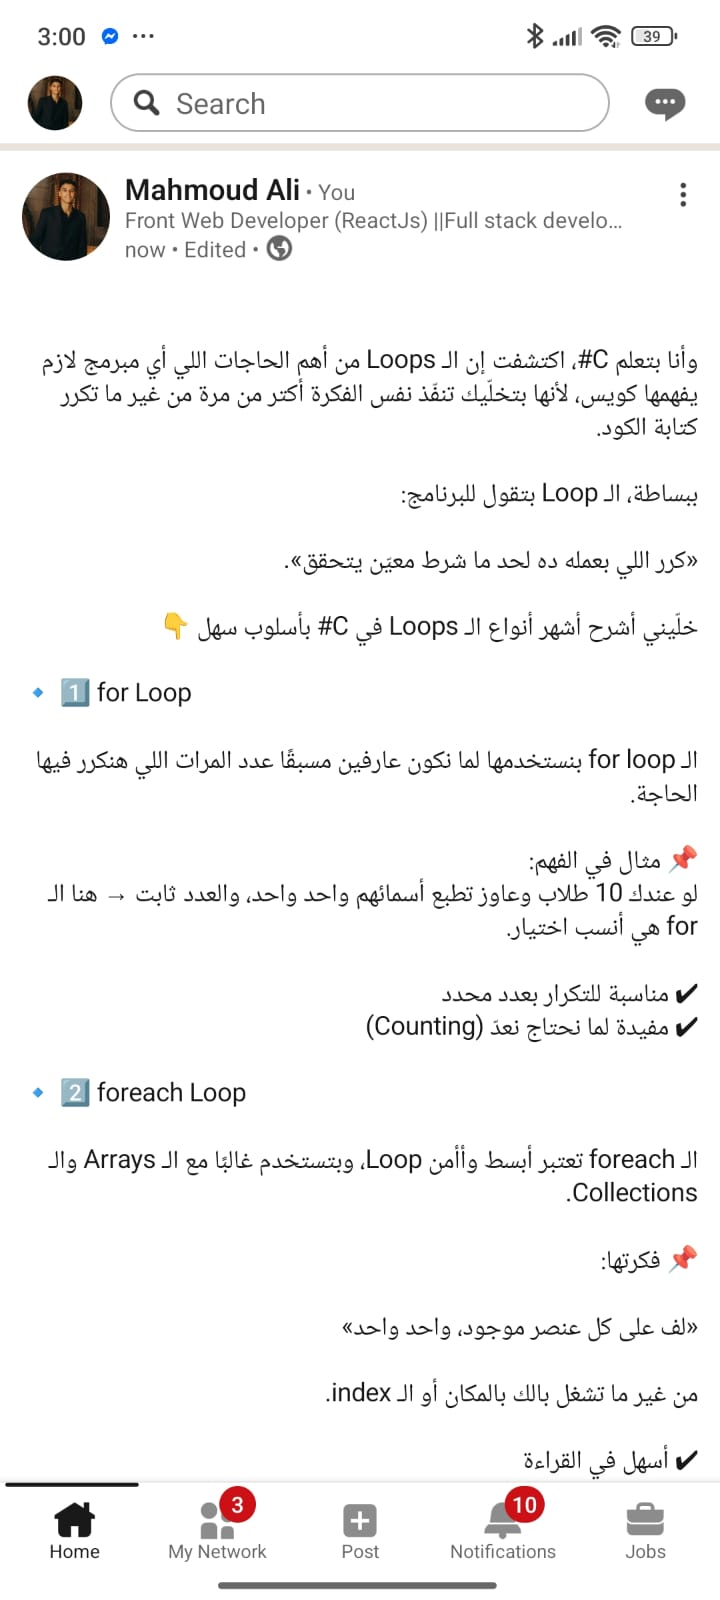 3:00
39
Search
Mahmoud Ali • You
Front Web Developer (ReactJs) ||Full stack develo...
now • Edited •
وأنا بتعلم C#، اكتشفت إن الـ Loops من أهم الحاجات اللي أي مبرمج لازم
يفهمها كويس، لأنها بتخلّيك تنفّذ نفس الفكرة أكتر من مرة من غير ما تكرر
كتابة الكود.
ببساطة، الـ Loop بتقول للبرنامج:
«كرر اللي بعمله ده لحد ما شرط معيّن يتحقق».
خلّيني أشرح أشهر أنواع الـ Loops في C# بأسلوب سهل 👇
🔹 1️⃣ for Loop
الـ for loop بنستخدمها لما نكون عارفين مسبقًا عدد المرات اللي هنكرر فيها
الحاجة.
📌 مثال في الفهم:
لو عندك 10 طلاب وعاوز تطبع أسمائهم واحد واحد، والعدد ثابت → هنا الـ
for هي أنسب اختيار.
✔ مناسبة للتكرار بعدد محدد
✔ مفيدة لما نحتاج نعدّ (Counting)
🔹 2️⃣ foreach Loop
الـ foreach تعتبر أبسط وأأمن Loop، وبتستخدم غالبًا مع الـ Arrays والـ
Collections.
📌 فكرتها:
«لف على كل عنصر موجود، واحد واحد»
من غير ما تشغل بالك بالمكان أو الـ index.
✔ أسهل في القراءة
3
10
Home
My Network
Post
Notifications
Jobs